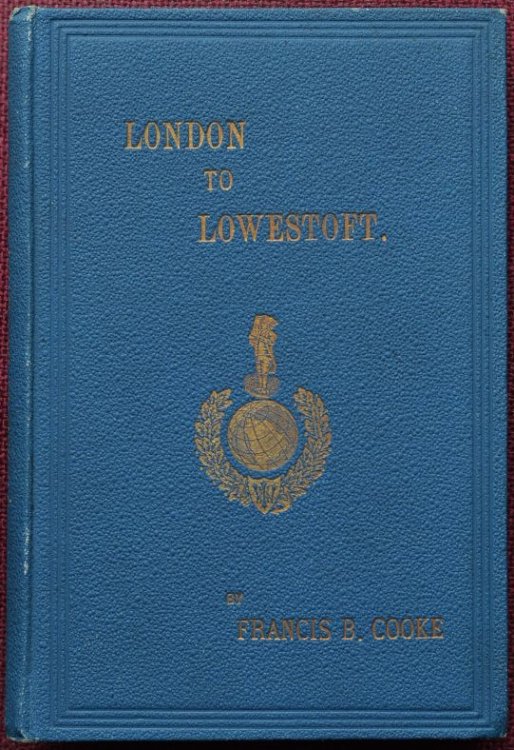 LONDON
TO
LOWESTOFT.
BY
FRANCIS B. COOKE